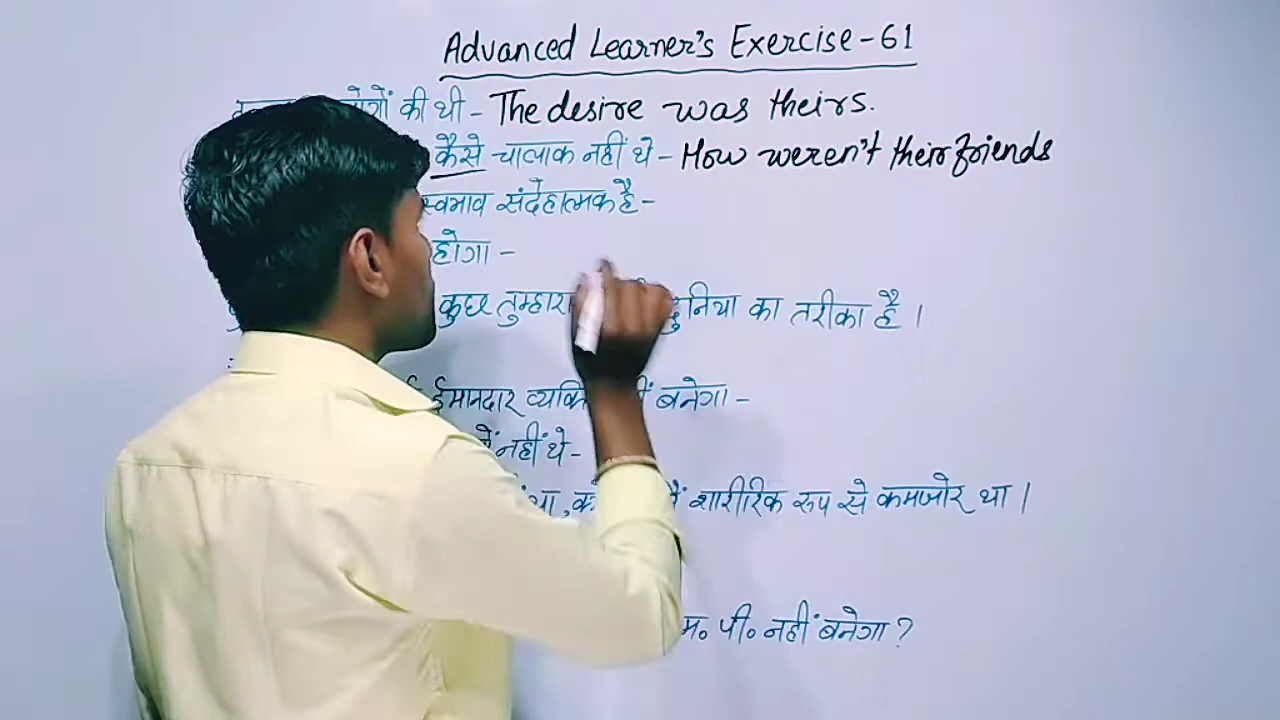 Advanced Learner's Exercise-61
की थी - The desire was theirs.
कैसे चालाक नहीं थे - How weren't their friends
स्वभाव संदेहात्मक है -
होगा -
कुछ तुम्हारा दुनिया का तरीका है ।
ईमानदार व्यक्ति बनेगा -
नहीं थे -
था, शारीरिक रूप से कमजोर था ।
पी० नहीं बनेगा ?